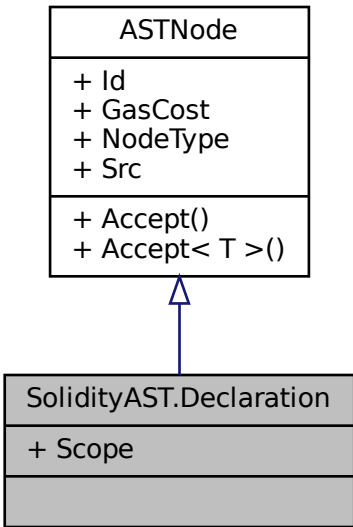 ASTNode
+ Id
+ GasCost
+ NodeType
+ Src
+ Accept()
+ Accept< T >()
SolidityAST.Declaration
+ Scope